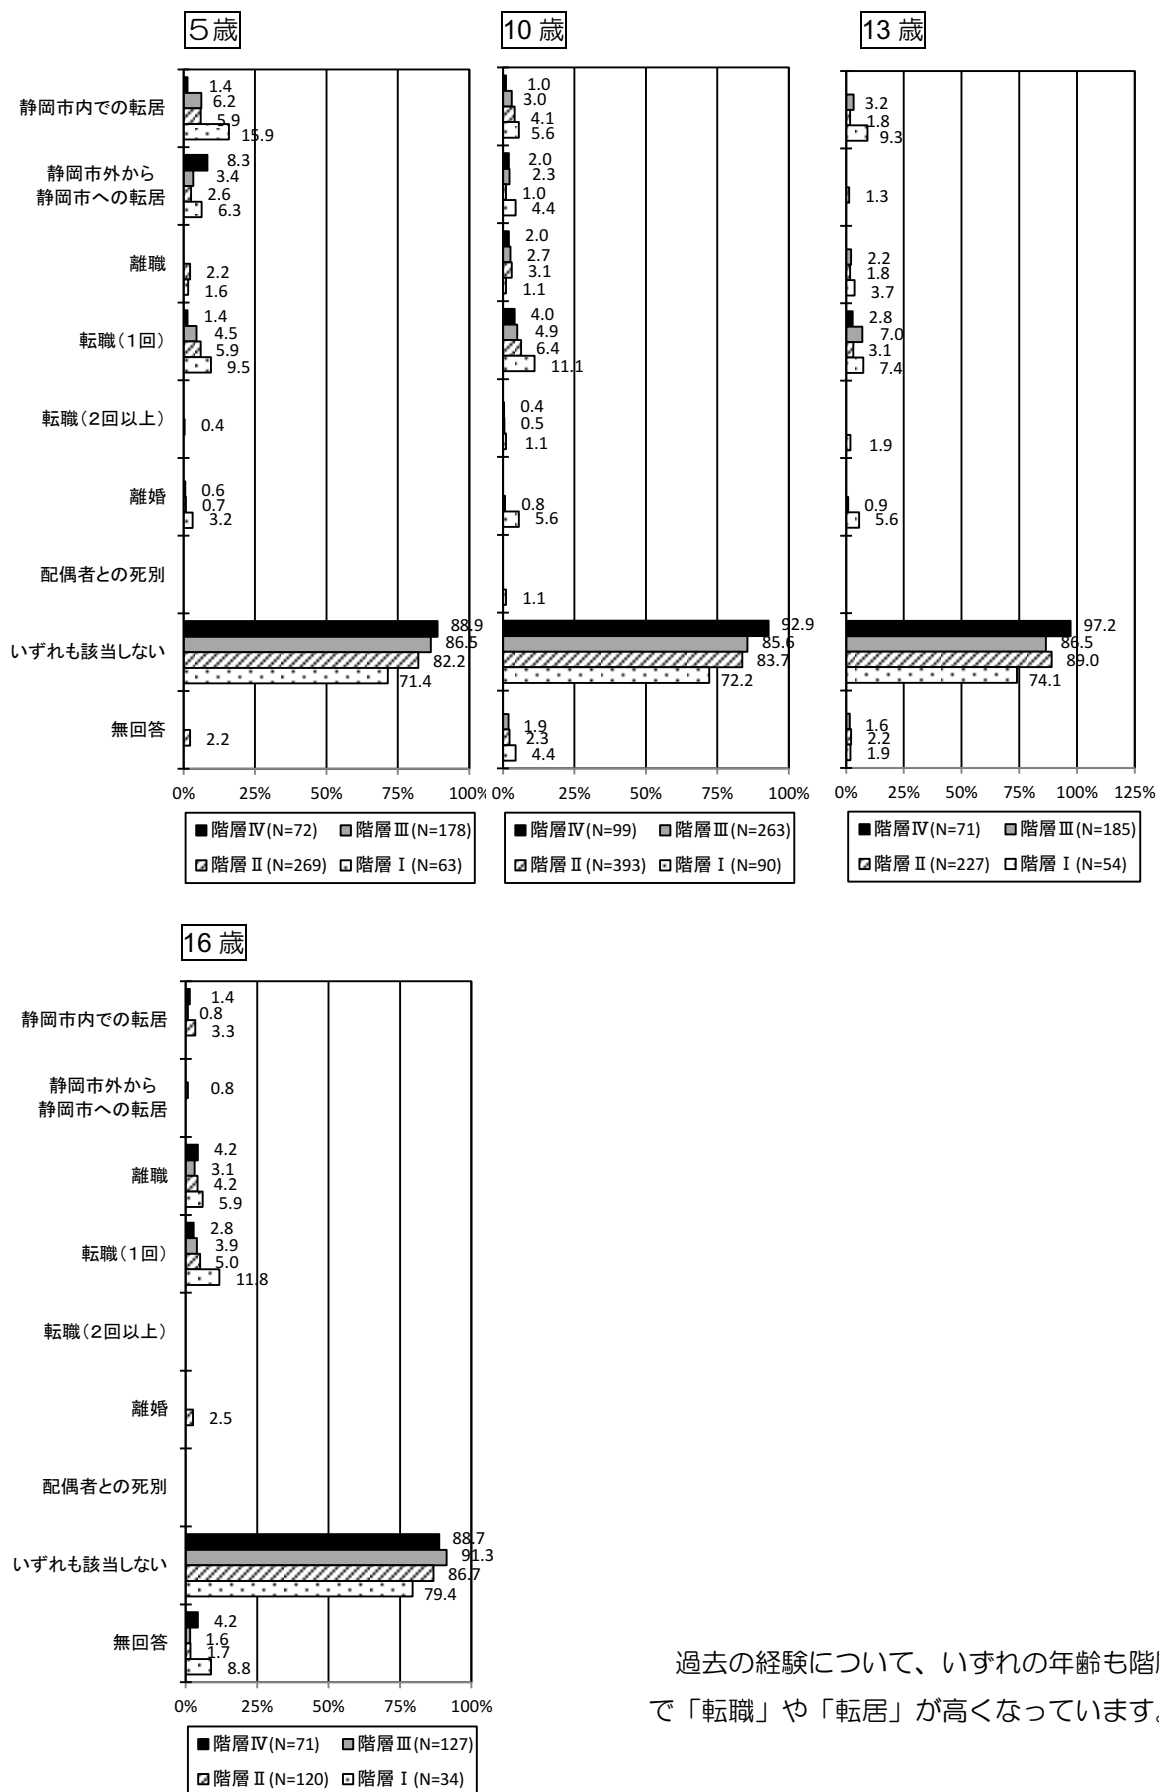 5歳
静岡市内での転居
1.4
6.2
5.9
15.9
静岡市外から
静岡市への転居
8.3
3.4
2.6
6.3
離職
2.2
1.6
転職(1回)
1.4
4.5
5.9
9.5
転職(2回以上)
0.4
離婚
0.6
0.7
3.2
配偶者との死別
いずれも該当しない
88.9
86.5
82.2
71.4
無回答
2.2
0% 25% 50% 75% 100%
階層Ⅳ(N=72) 階層Ⅲ(N=178)
階層Ⅱ(N=269) 階層Ⅰ(N=63)
10歳
1.0
3.0
4.1
5.6
2.0
2.3
1.0
4.4
2.0
2.7
3.1
1.1
4.0
4.9
6.4
11.1
0.4
0.5
1.1
0.8
5.6
1.1
92.9
85.6
83.7
72.2
1.9
2.3
4.4
0% 25% 50% 75% 100%
階層Ⅳ(N=99) 階層Ⅲ(N=263)
階層Ⅱ(N=393) 階層Ⅰ(N=90)
13歳
3.2
1.8
9.3
1.3
2.2
1.8
3.7
2.8
7.0
3.1
7.4
1.9
0.9
5.6
97.2
86.5
89.0
74.1
1.6
2.2
1.9
0% 25% 50% 75% 100% 125%
階層Ⅳ(N=71) 階層Ⅲ(N=185)
階層Ⅱ(N=227) 階層Ⅰ(N=54)
16歳
静岡市内での転居
1.4
0.8
3.3
静岡市外から
静岡市への転居
0.8
離職
4.2
3.1
4.2
5.9
転職(1回)
2.8
3.9
5.0
11.8
転職(2回以上)
離婚
2.5
配偶者との死別
いずれも該当しない
88.7
91.3
86.7
79.4
無回答
4.2
1.6
1.7
8.8
0% 25% 50% 75% 100%
階層Ⅳ(N=71) 階層Ⅲ(N=127)
階層Ⅱ(N=120) 階層Ⅰ(N=34)
過去の経験について、いずれの年齢も階
で「転職」や「転居」が高くなっています。